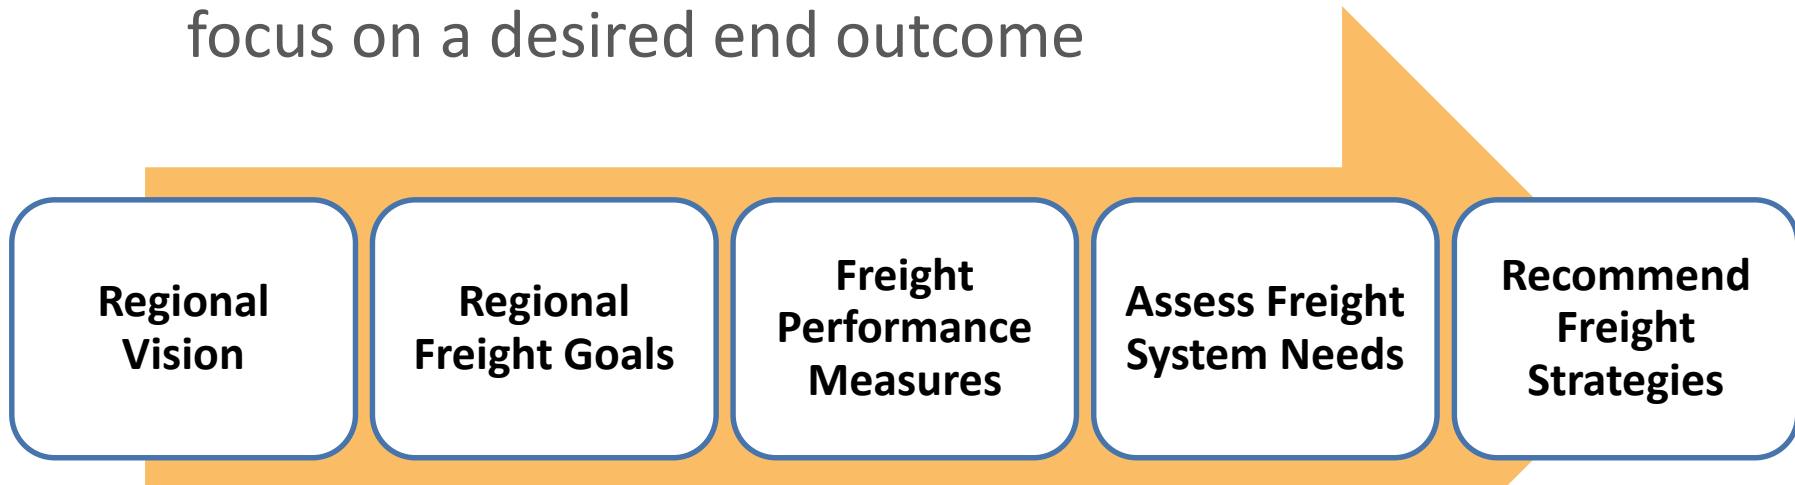 focus on a desired end outcome
Regional
Vision
Regional
Freight Goals
Freight
Performance
Measures
Assess Freight
System Needs
Recommend
Freight
Strategies